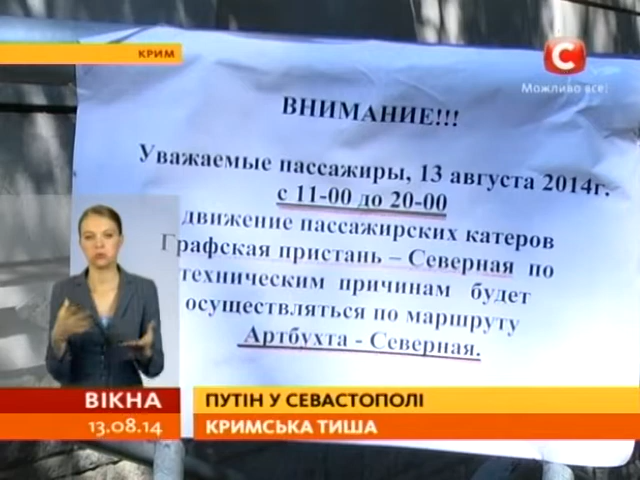 КРИМ
С
Можливо все!
ВНИМАНИЕ!!!
Уважаемые пассажиры, 13 августа 2014г.
с 11-00 до 20-00
движение пассажирских катеров
Графская пристань – Северная по
техническим причинам будет
осуществляться по маршруту
Артбухта - Северная.
ВІКНА
ПУТІН У СЕВАСТОПОЛІ
13.08.14
КРИМСЬКА ТИША